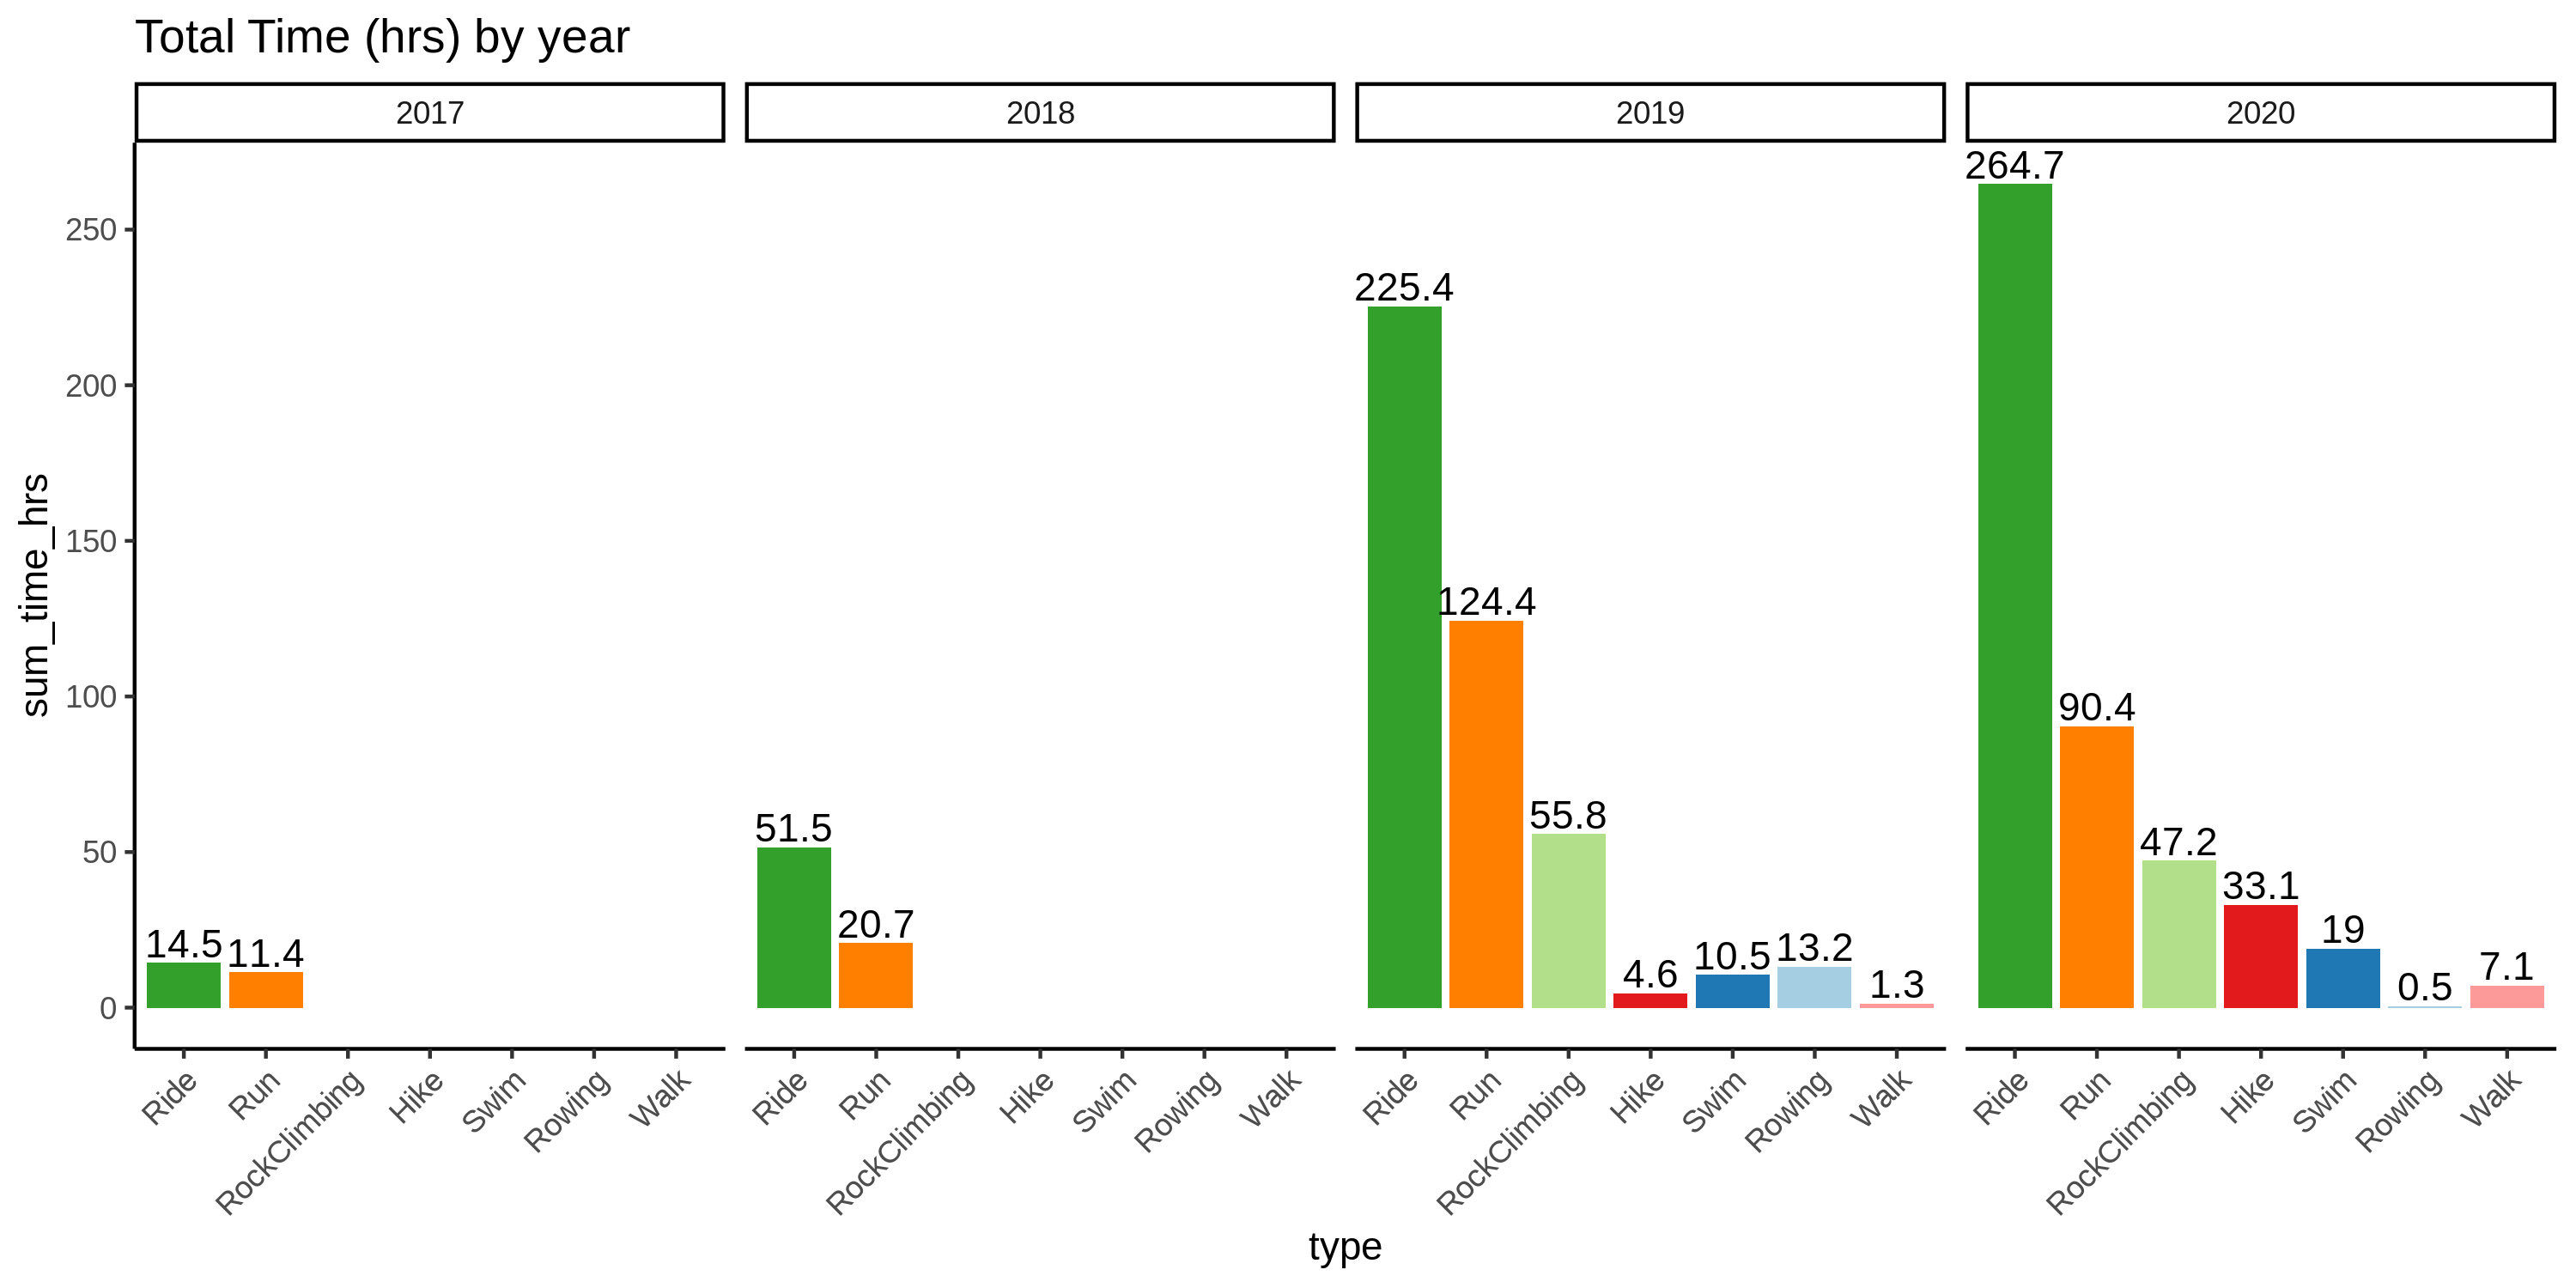 Total Time (hrs) by year
2017 2018 2019 2020
264.7
250
225.4
200
sum_time_hrs
150
124.4
100
90.4
55.8
51.5
50
47.2
33.1
20.7
19
14.5 11.4
10.5 13.2
4.6
1.3
0.5
7.1
0
Ride Run RockClimbing Hike Swim Rowing Walk
Ride Run RockClimbing Hike Swim Rowing Walk
Ride Run RockClimbing Hike Swim Rowing Walk
Ride Run RockClimbing Hike Swim Rowing Walk
type